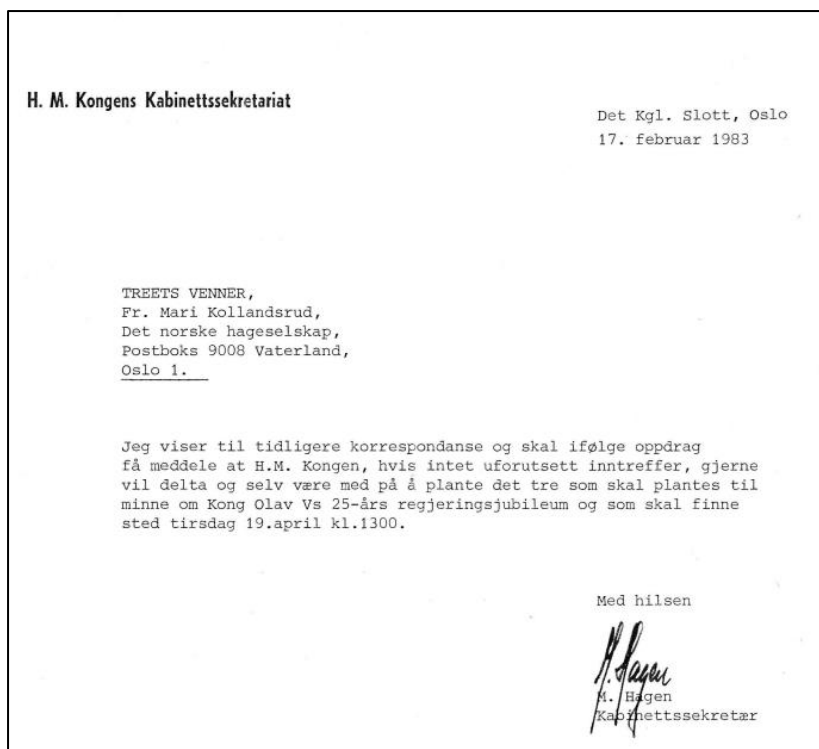 H. M. Kongens Kabinettssekretariat
Det Kgl. Slott, Oslo
17. februar 1983
TREETS VENNER,
Fr. Mari Kollandsrud,
Det norske hageselskap,
Postboks 9008 Vaterland,
Oslo 1.
Jeg viser til tidligere korrespondanse og skal ifølge oppdrag
få meddele at H.M. Kongen, hvis intet uforutsett inntreffer, gjerne
vil delta og selv være med på å plante det tre som skal plantes til
minne om Kong Olav Vs 25-års regjeringsjubileum og som skal finne
sted tirsdag 19.april kl.1300.
Med hilsen
M. Hagen
M. Hagen
Kabinettssekretær